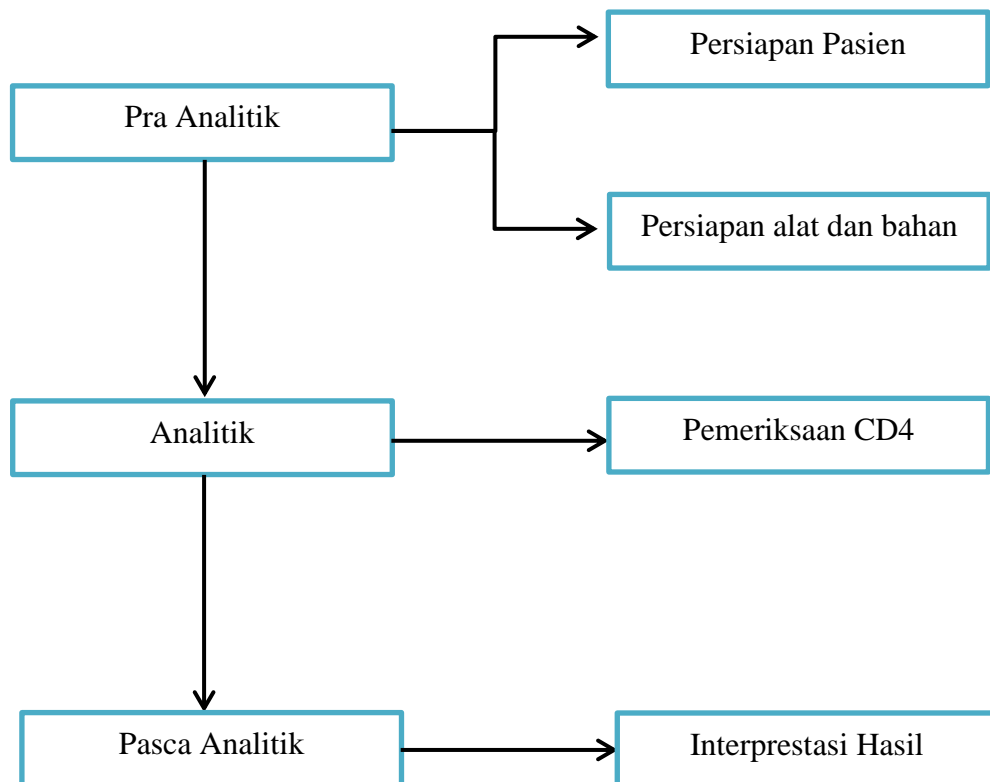 Persiapan Pasien
Pra Analitik
Persiapan alat dan bahan
Analitik
Pemeriksaan CD4
Pasca Analitik
Interprestasi Hasil